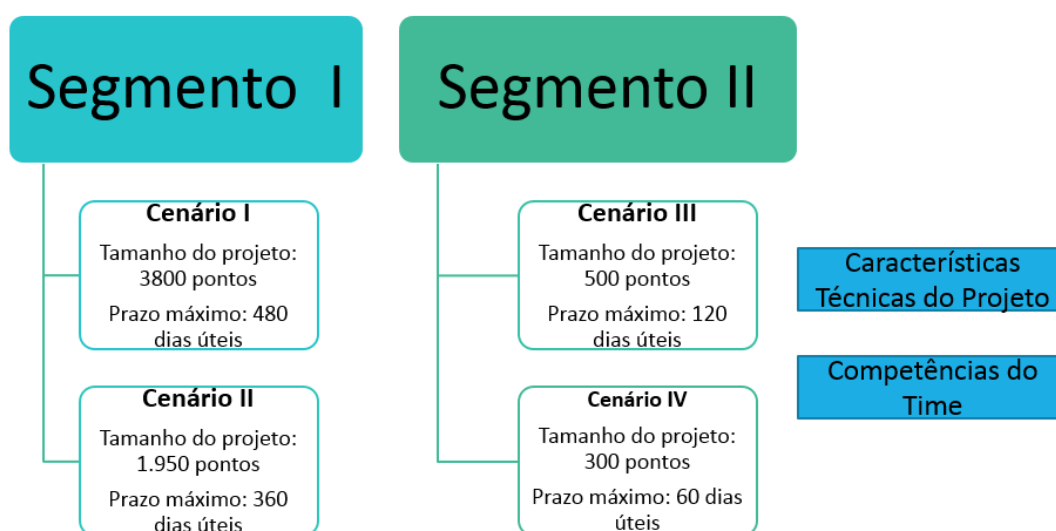 Segmento I
Cenário I
Tamanho do projeto:
3800 pontos
Prazo máximo: 480
dias úteis
Cenário II
Tamanho do projeto:
1.950 pontos
Prazo máximo: 360
dias úteis
Segmento II
Cenário III
Tamanho do projeto:
500 pontos
Prazo máximo: 120
dias úteis
Cenário IV
Tamanho do projeto:
300 pontos
Prazo máximo: 60 dias
úteis
Características
Técnicas do Projeto
Competências do
Time